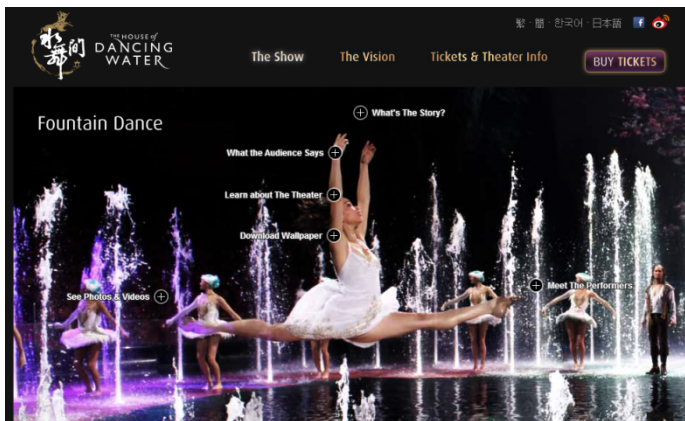 繁 · 簡 · 한국어 · 日本語
水舞間
THE HOUSE of
DANCING
WATER
The Show
The Vision
Tickets & Theater Info
BUY TICKETS
Fountain Dance
What's The Story?
What the Audience Says
Learn about The Theater
Download Wallpaper
See Photos & Videos
Meet The Performers